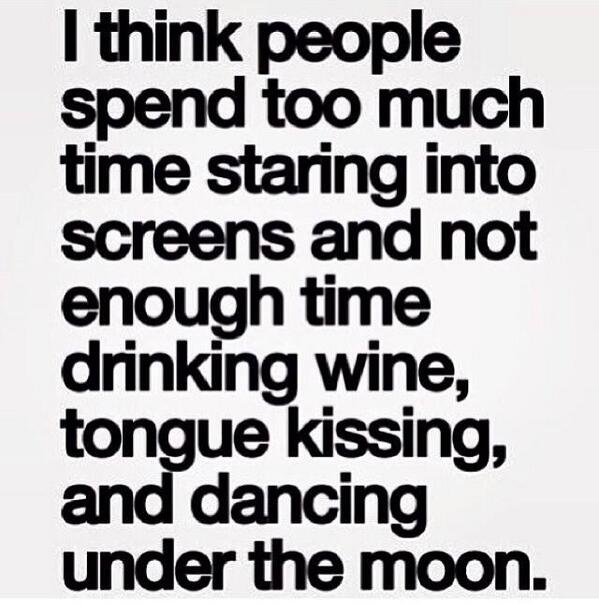 I think people
spend too much
time staring into
screens and not
enough time
drinking wine,
tongue kissing,
and dancing
under the moon.